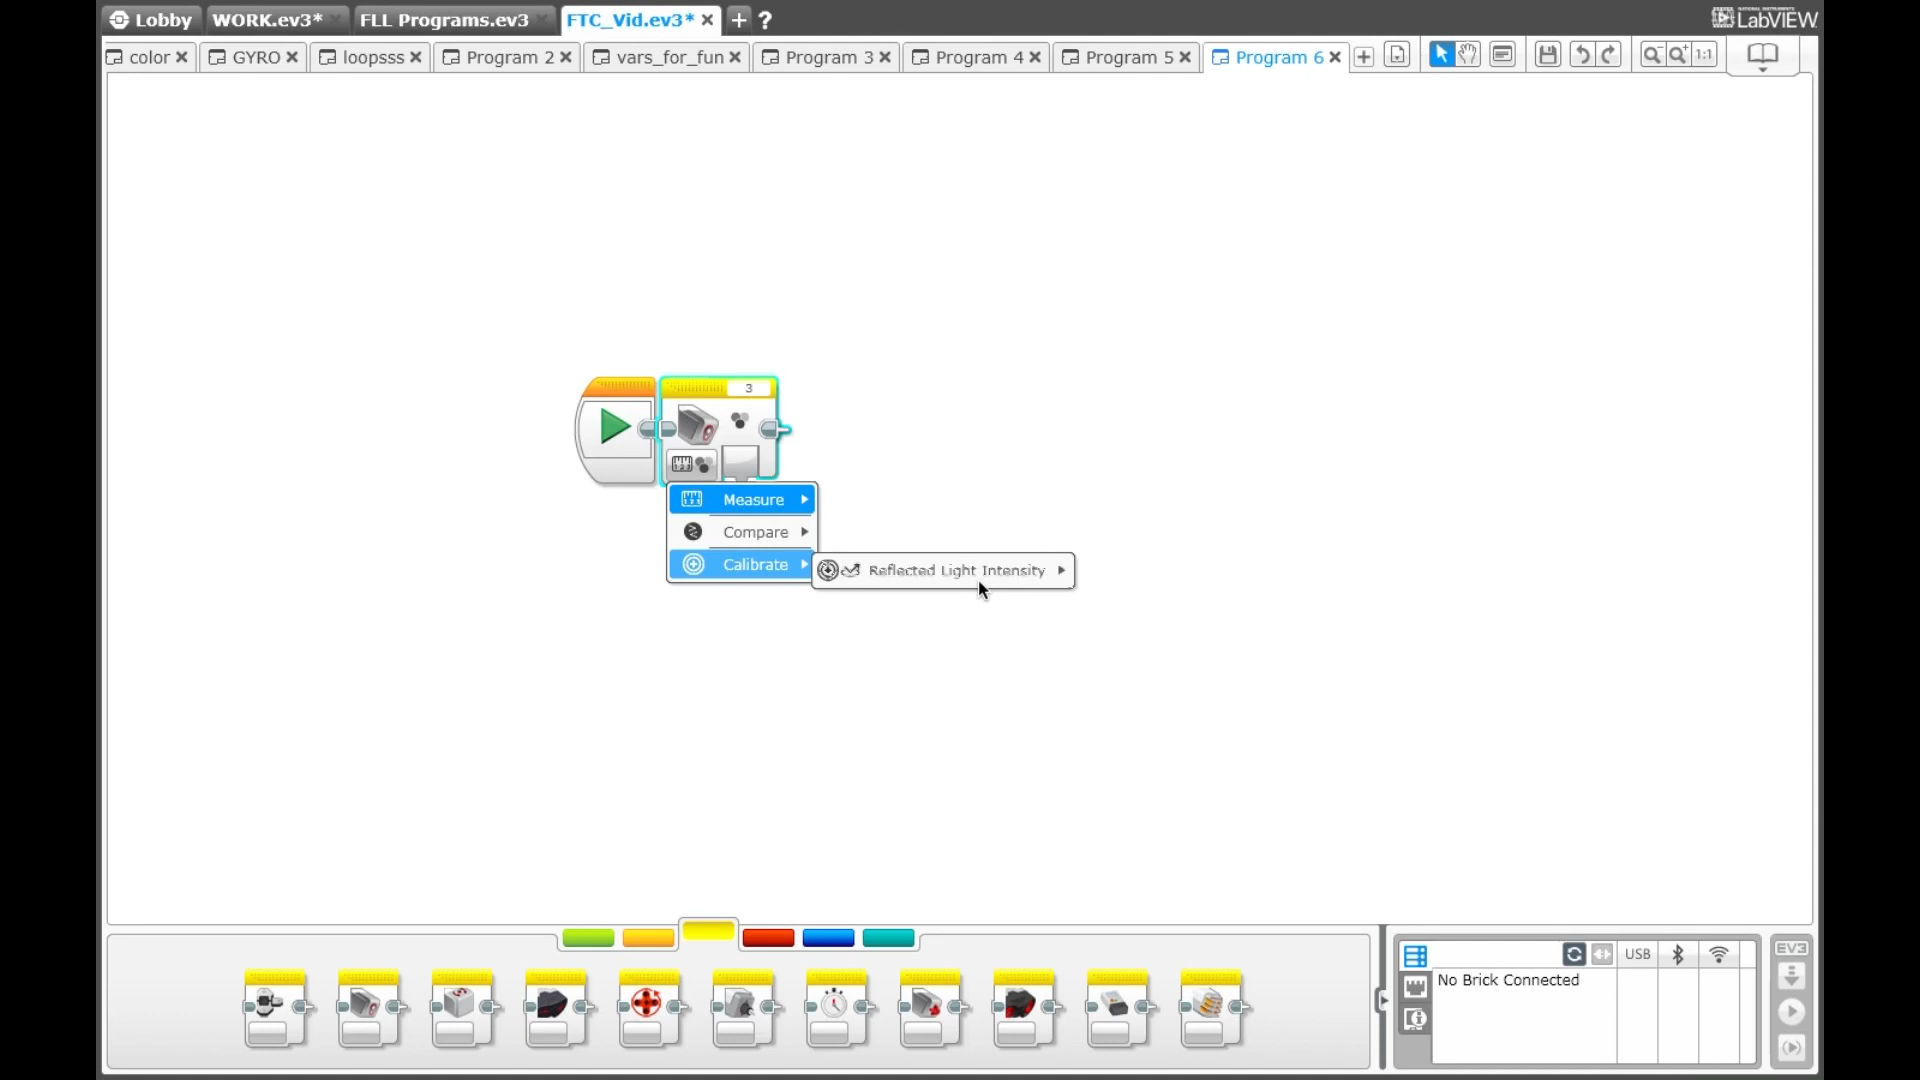 Lobby WORK.ev3* FLL Programs.ev3 FTC_Vid.ev3* + ? LabVIEW
color GYRO loopsss Program 2 vars_for_fun Program 3 Program 4 Program 5 Program 6 1:1
3
Measure
Compare
Calibrate
Reflected Light Intensity
USB EV3
No Brick Connected